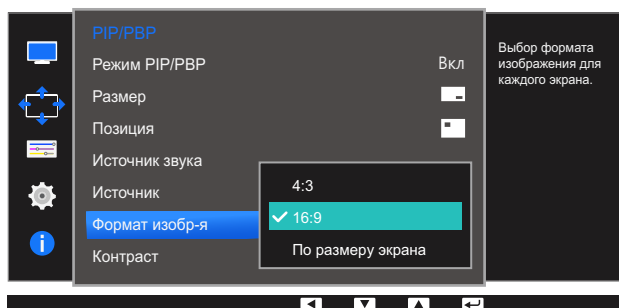 PIP/PBP
Режим PIP/PBP Вкл
Размер
Позиция
Источник звука
Источник
Формат изобр-я
Контраст
4:3
16:9
По размеру экрана
Выбор формата
изображения для
каждого экрана.